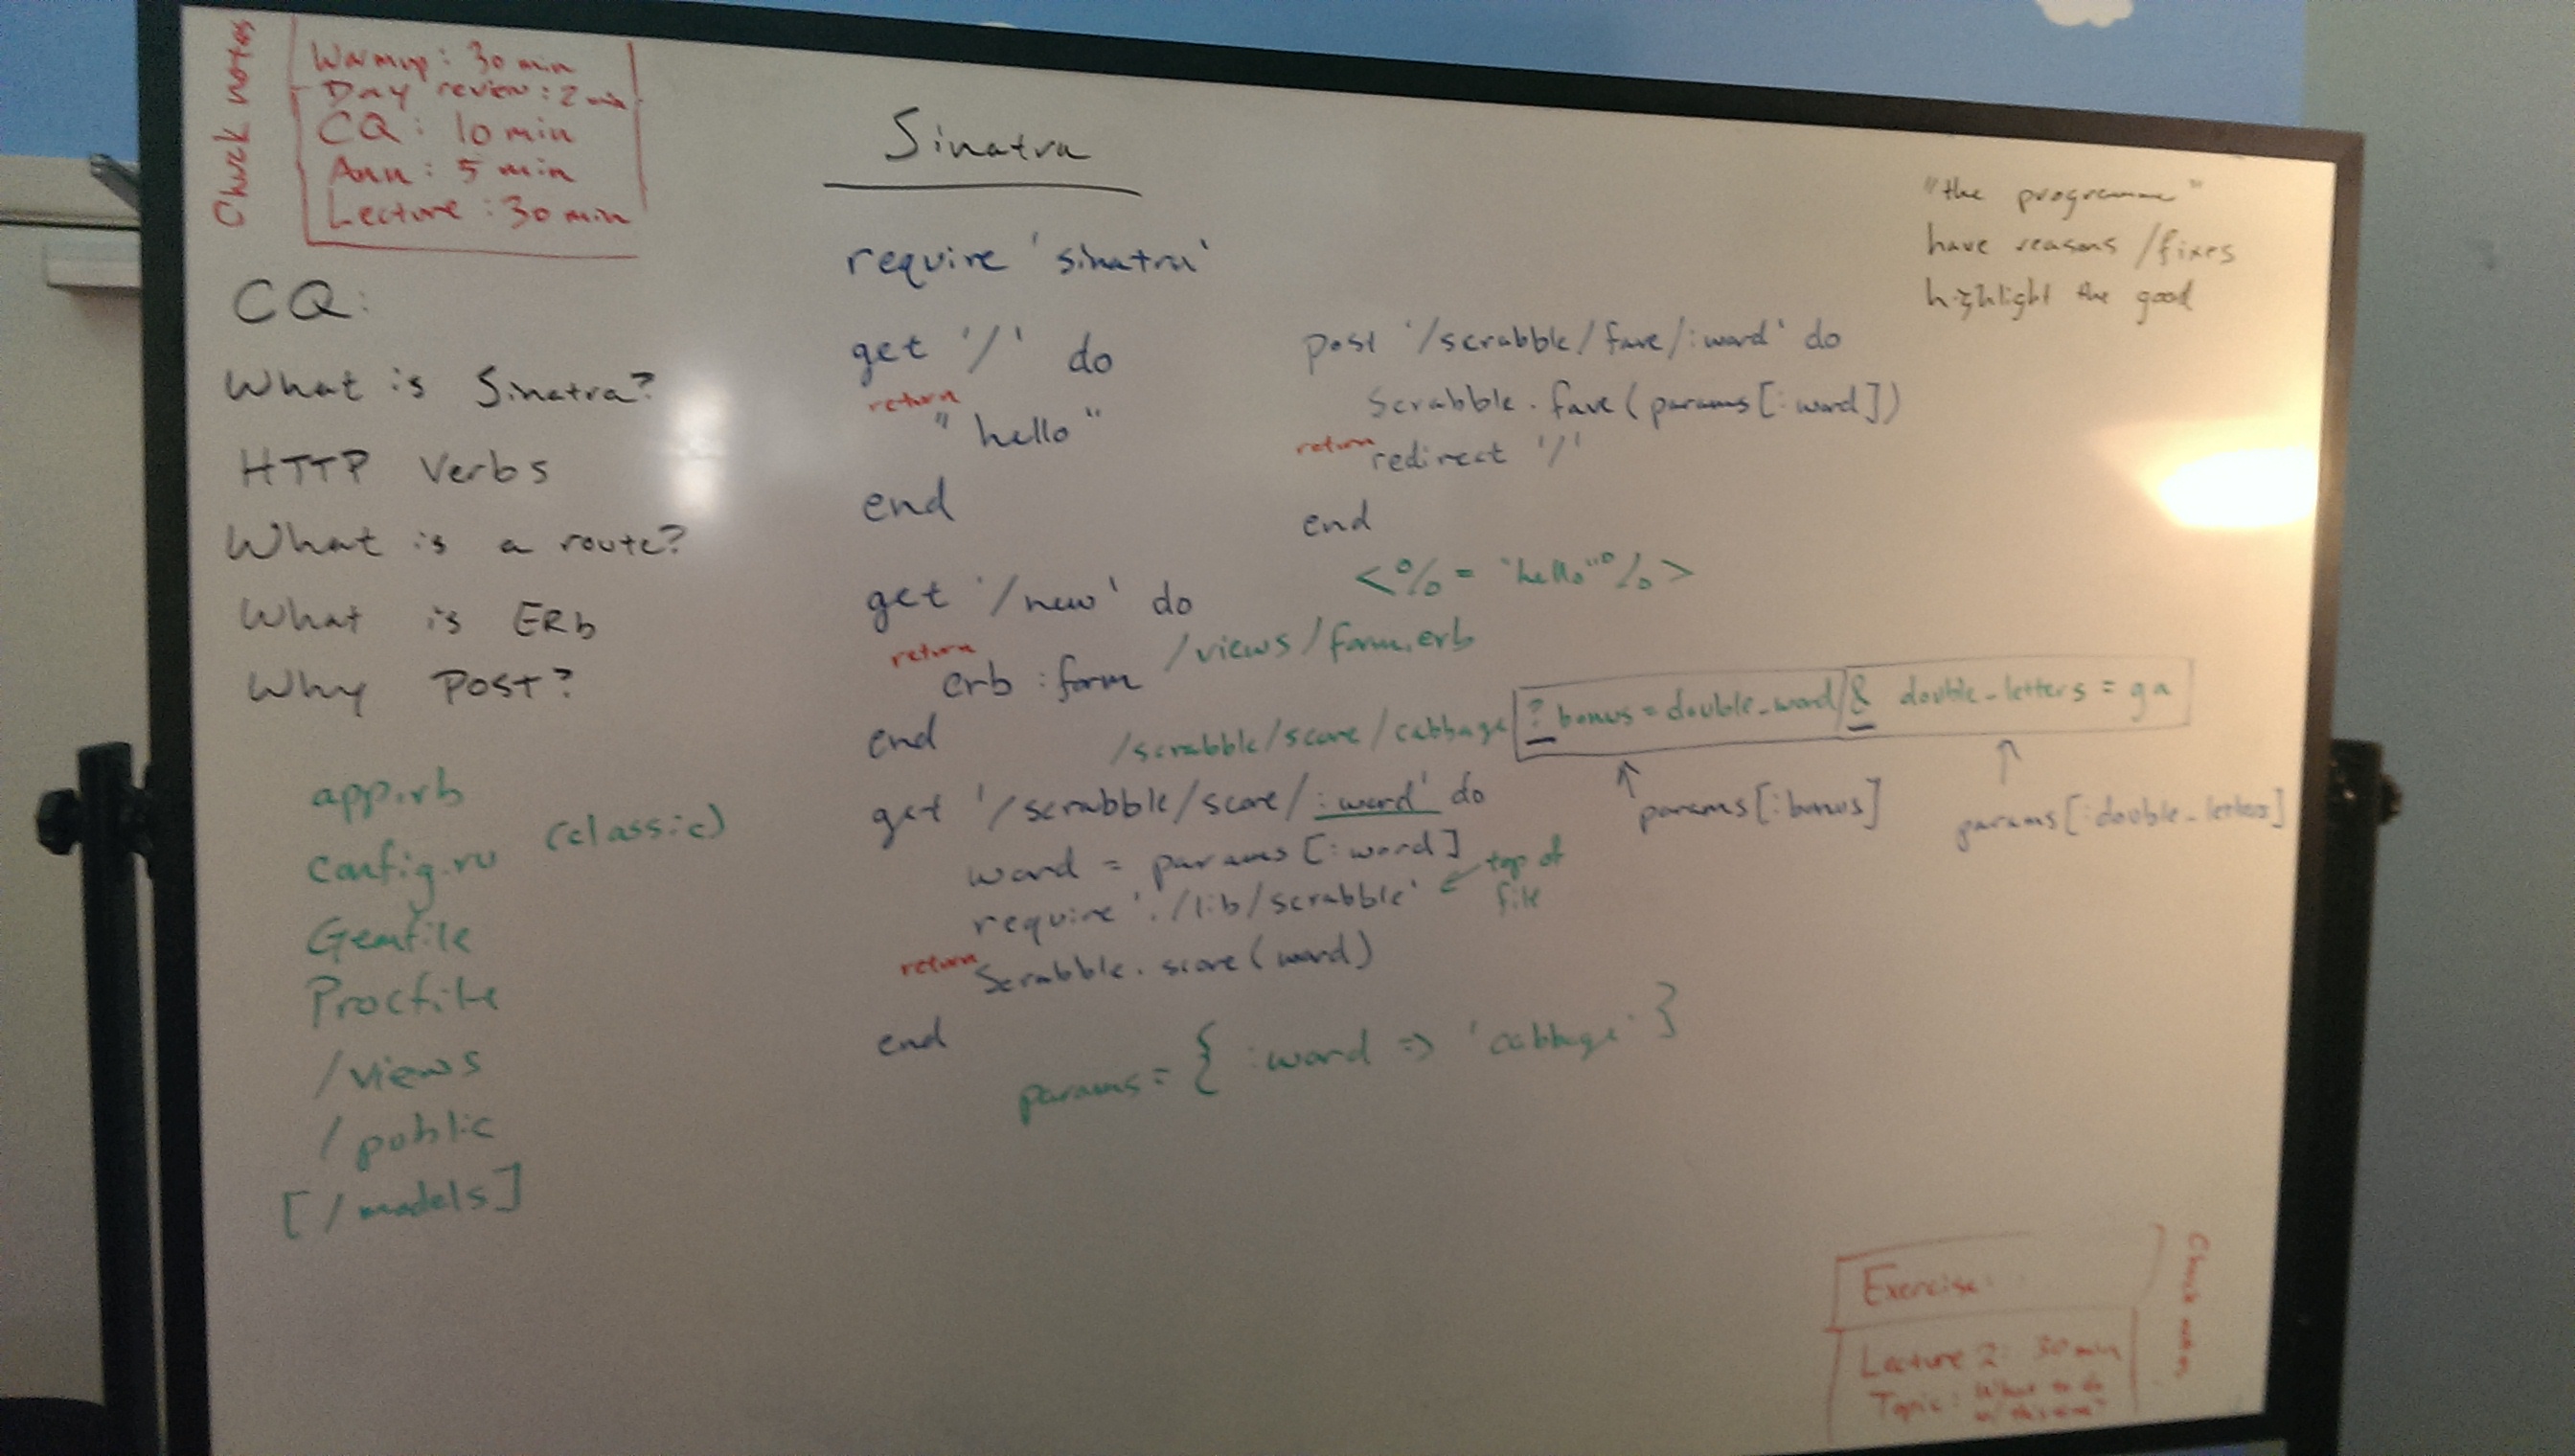 Check notes
Warmup: 30 min
Day review: 2 min
CQ: 10 min
Ann: 5 min
Lecture: 30 min
CQ:
What is Sinatra?
HTTP Verbs
What is a route?
What is ERb
Why POST?
app.rb
config.ru (classic)
Gemfile
Procfile
/views
/public
[/models]
Sinatra
require 'sinatra'
get '/' do
return
"hello"
end
get '/new' do
return
erb :form /views/form.erb
end
/scrabble/score/cabbage?bonus=double_word&double_letters=ga
params[:bonus]
params[:double_letters]
get '/scrabble/score/:word' do
word = params[:word]
require './lib/scrabble' top of
file
return Scrabble.score(word)
end
params = { :word => 'cabbage' }
post '/scrabble/fave/:word' do
Scrabble.fave(params[:word])
return redirect '/'
end
<%= "hello" %>
"the programme"
have reasons/fixes
highlight the good
Exercise:
Lecture 2: 30 min
Topic: What to do
w/ this time?
Check notes